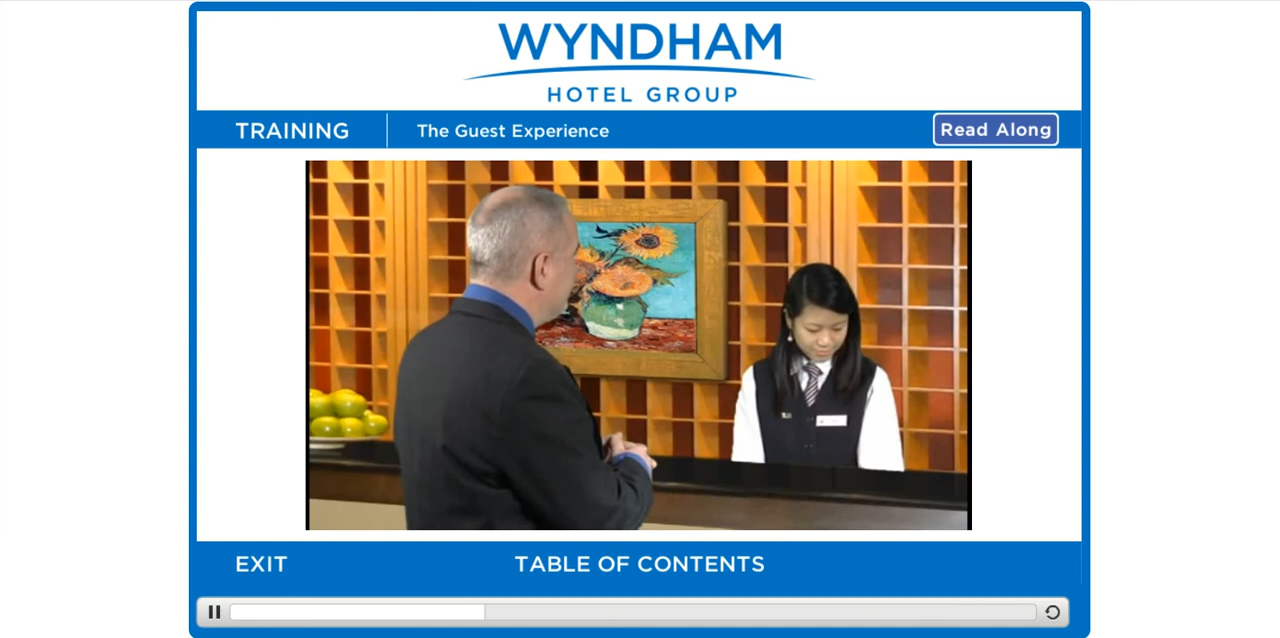 WYNDHAM
HOTEL GROUP
TRAINING
The Guest Experience
Read Along
EXIT
TABLE OF CONTENTS